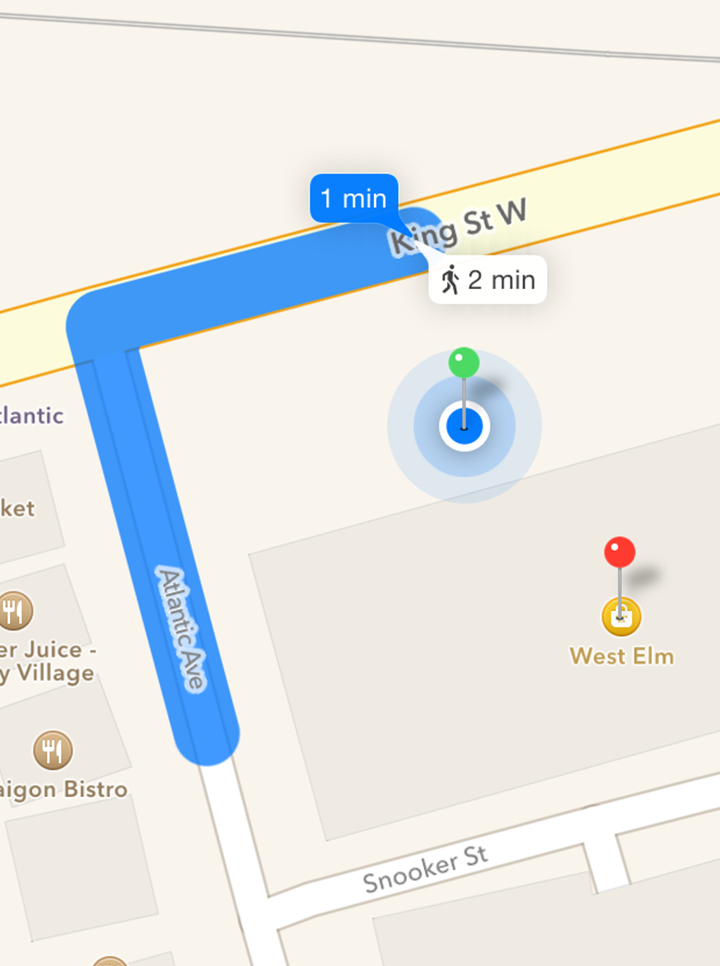 1 min
King St W
2 min
tlantic
ket
Atlantic Ave
er Juice -
y Village
West Elm
aigon Bistro
Snooker St